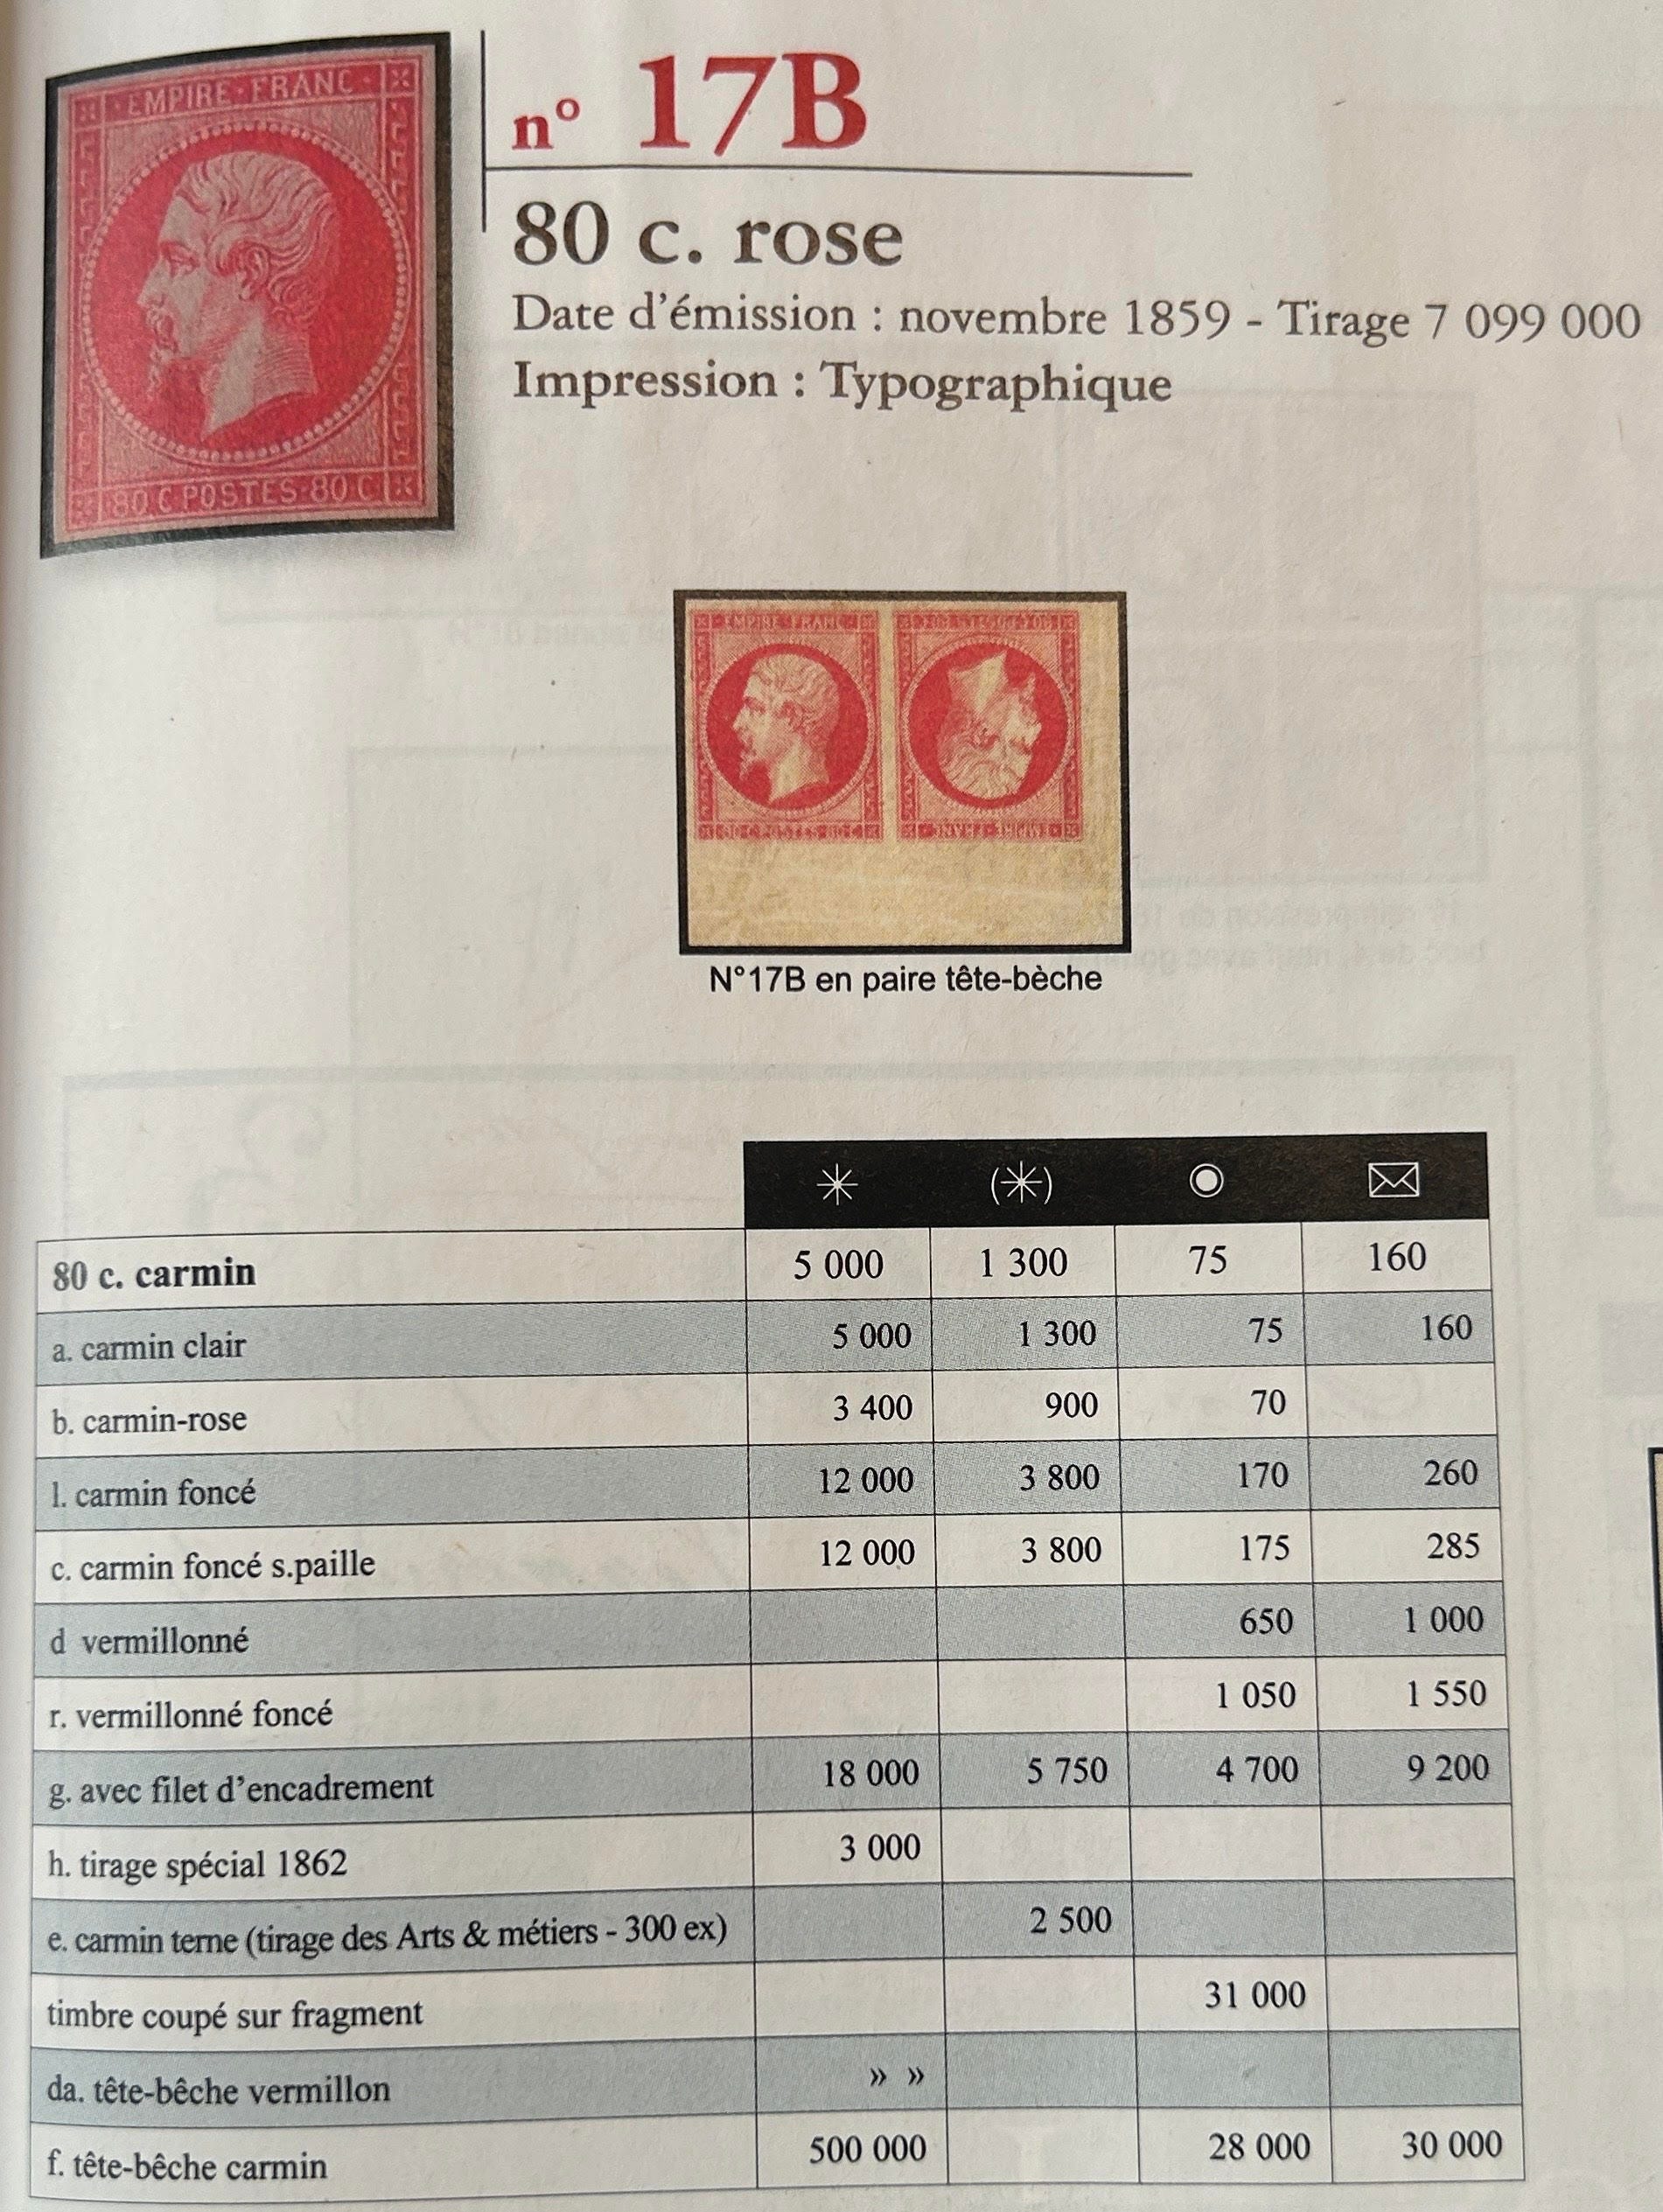 EMPIRE · FRANC ·
80 C POSTES · 80 C
n° 17B
80 c. rose
Date d'émission : novembre 1859 - Tirage 7 099 000
Impression : Typographique
EMPIRE · FRANC ·
80 · C · POSTES · 80 · C
EMPIRE · FRANC ·
N°17B en paire tête-bèche
✳ (✳) ◉ ✉
80 c. carmin 5 000 1 300 75 160
a. carmin clair 5 000 1 300 75 160
b. carmin-rose 3 400 900 70
l. carmin foncé 12 000 3 800 170 260
c. carmin foncé s.paille 12 000 3 800 175 285
d vermillonné 650 1 000
r. vermillonné foncé 1 050 1 550
g. avec filet d'encadrement 18 000 5 750 4 700 9 200
h. tirage spécial 1862 3 000
e. carmin terne (tirage des Arts & métiers - 300 ex) 2 500
timbre coupé sur fragment 31 000
da. tête-bêche vermillon » »
f. tête-bêche carmin 500 000 28 000 30 000